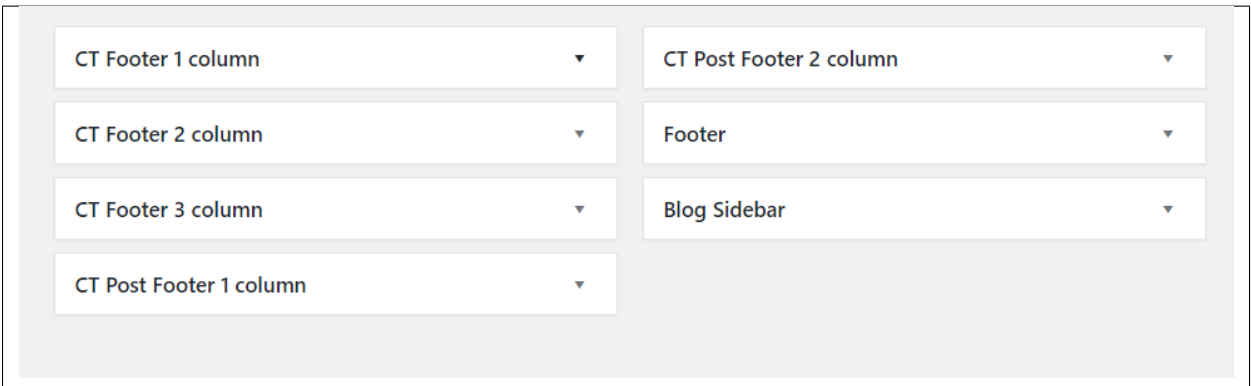 CT Footer 1 column
CT Footer 2 column
CT Footer 3 column
CT Post Footer 1 column
CT Post Footer 2 column
Footer
Blog Sidebar